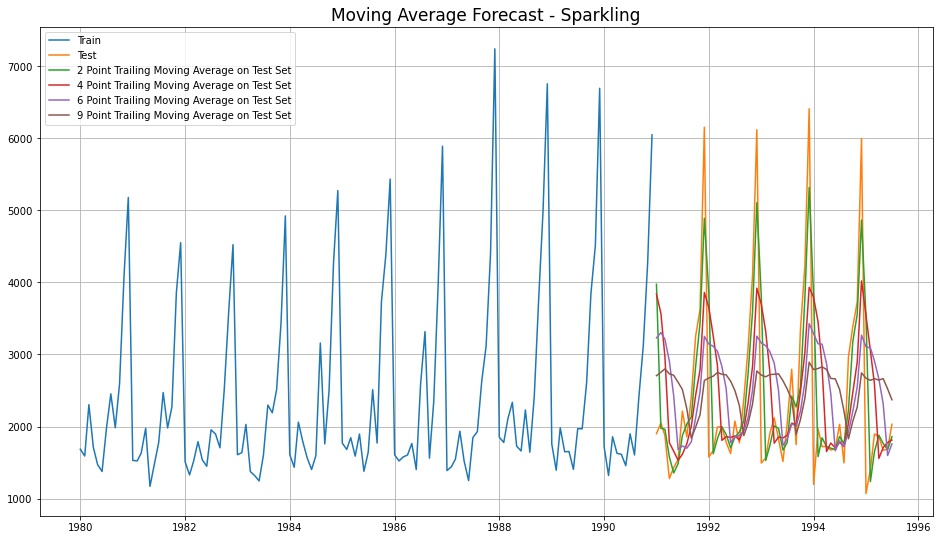 Moving Average Forecast - Sparkling
Train
Test
2 Point Trailing Moving Average on Test Set
4 Point Trailing Moving Average on Test Set
6 Point Trailing Moving Average on Test Set
9 Point Trailing Moving Average on Test Set
7000
6000
5000
4000
3000
2000
1000
1980 1982 1984 1986 1988 1990 1992 1994 1996